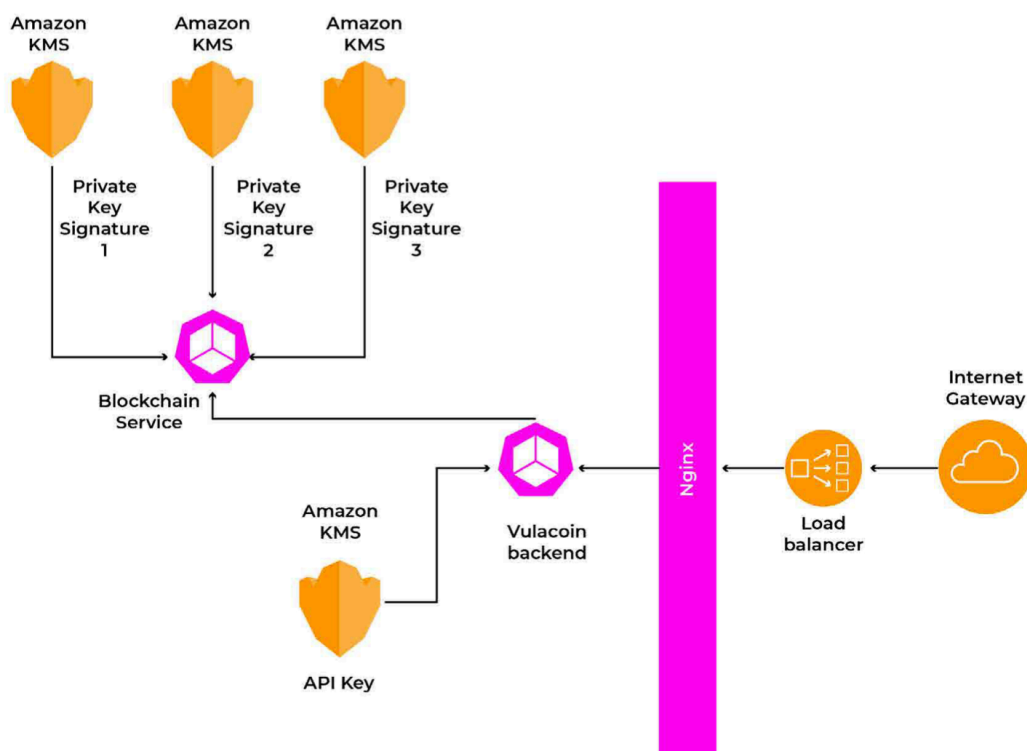 Amazon
KMS
Amazon
KMS
Amazon
KMS
Private
Key
Signature
1
Private
Key
Signature
2
Private
Key
Signature
3
Blockchain
Service
Internet
Gateway
Nginx
Load
balancer
Amazon
KMS
Vulacoin
backend
API Key